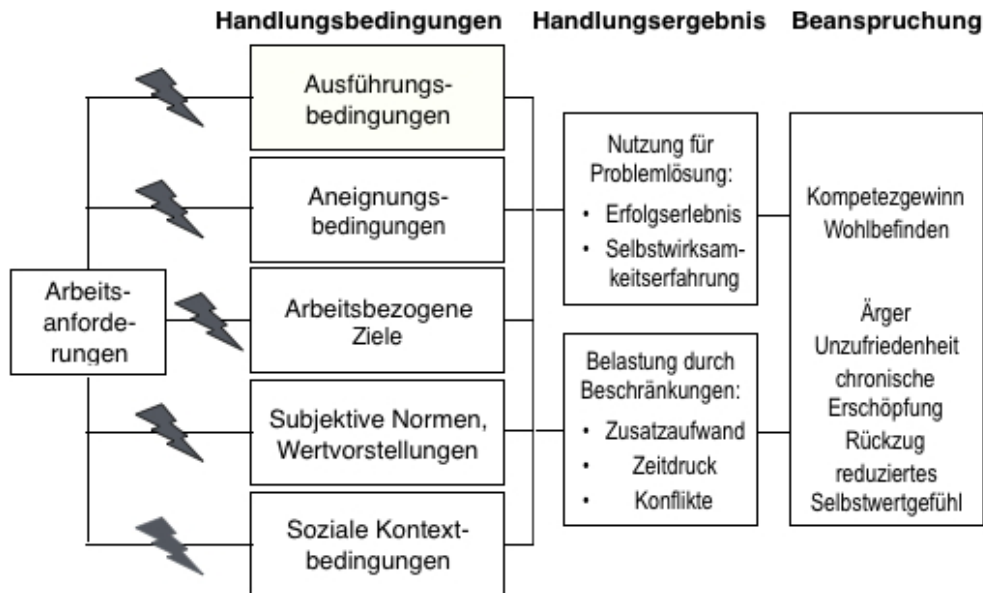 Handlungsbedingungen
Handlungsergebnis
Beanspruchung
Arbeits-
anforde-
rungen
Ausführungs-
bedingungen
Aneignungs-
bedingungen
Arbeitsbezogene
Ziele
Subjektive Normen,
Wertvorstellungen
Soziale Kontext-
bedingungen
Nutzung für
Problemlösung:
• Erfolgserlebnis
• Selbstwirksam-
keitserfahrung
Belastung durch
Beschränkungen:
• Zusatzaufwand
• Zeitdruck
• Konflikte
Kompetezgewinn
Wohlbefinden
Ärger
Unzufriedenheit
chronische
Erschöpfung
Rückzug
reduziertes
Selbstwertgefühl